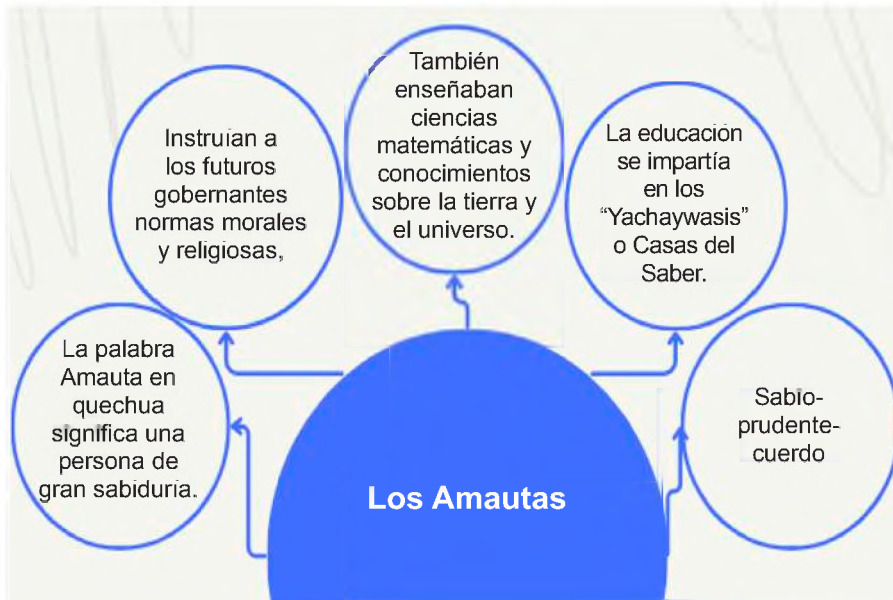 La palabra
Amauta en
quechua
significa una
persona de
gran sabiduría.
Instruían a
los futuros
gobernantes
normas morales
y religiosas,
También
enseñaban
ciencias
matemáticas y
conocimientos
sobre la tierra y
el universo.
La educación
se impartía
en los
“Yachaywasis”
o Casas del
Saber.
Sabio-
prudente-
cuerdo
Los Amautas